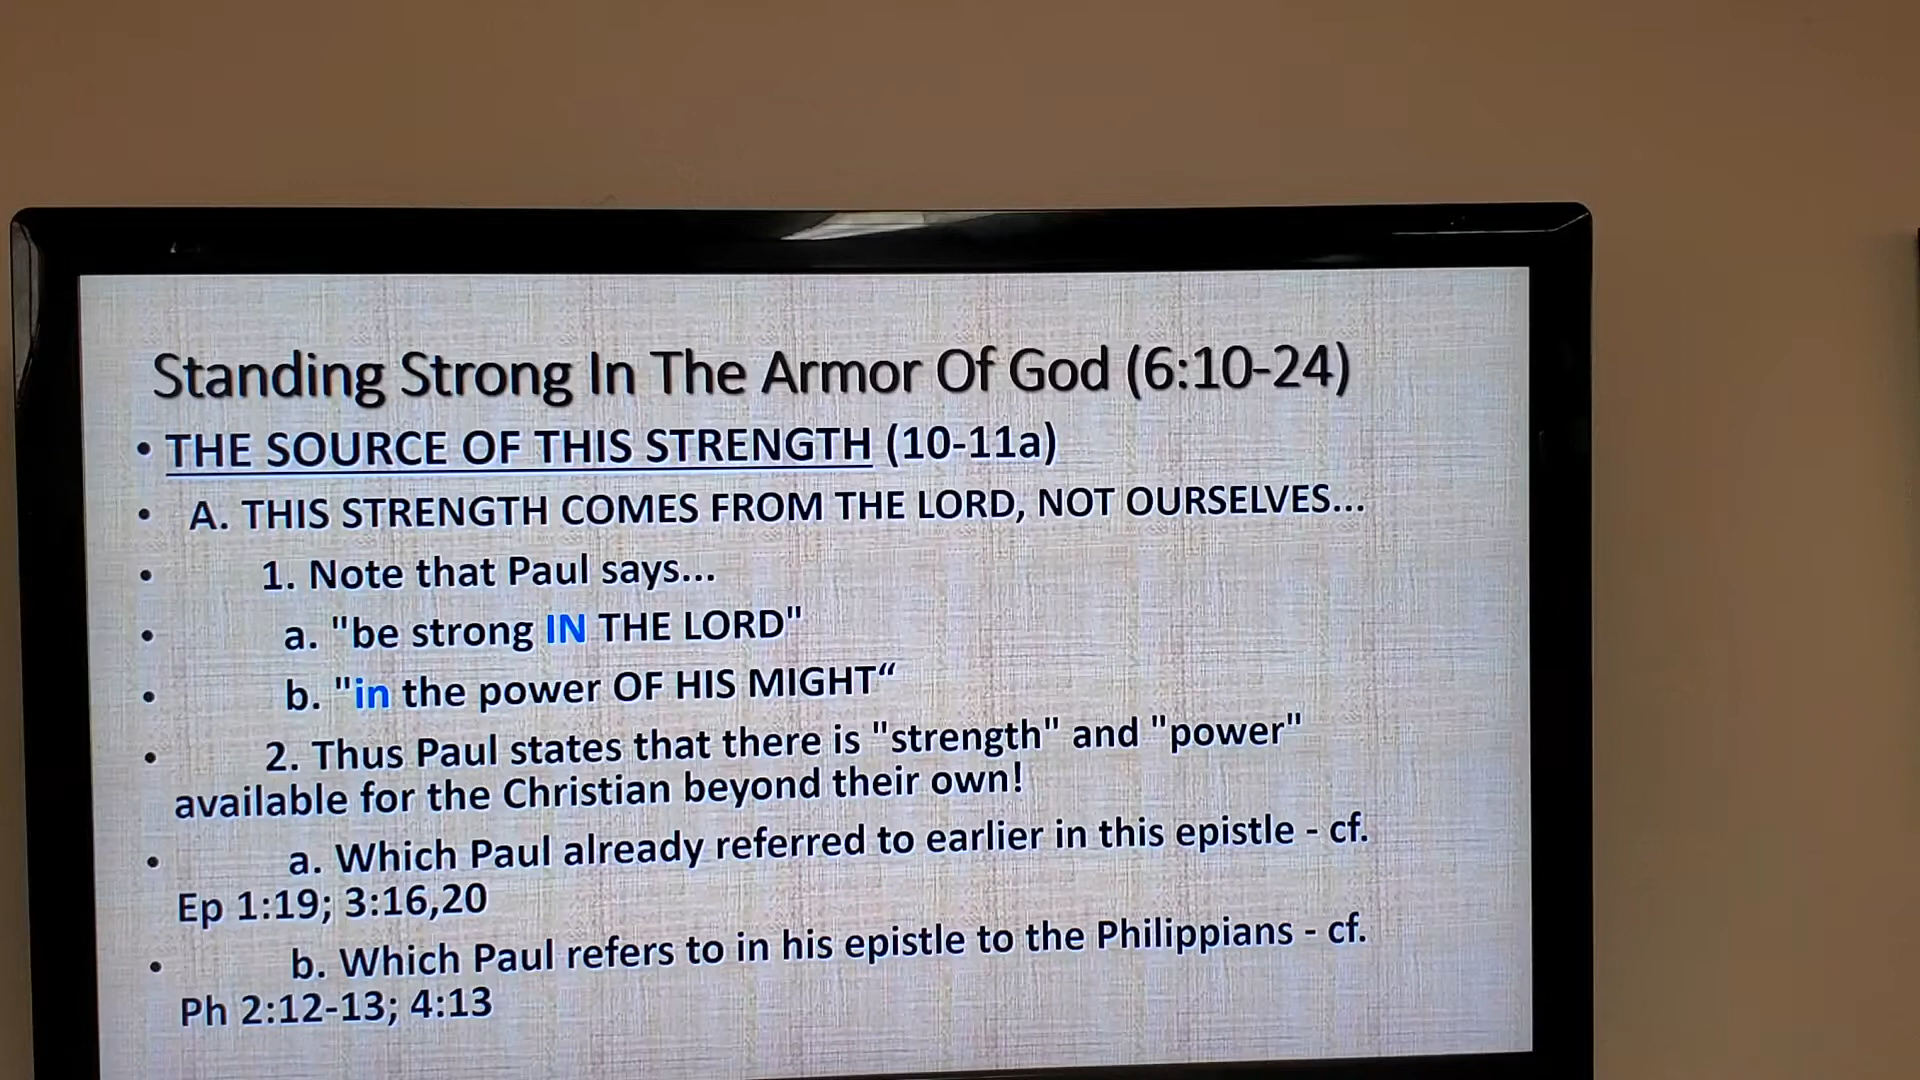 Standing Strong In The Armor Of God (6:10-24)
• THE SOURCE OF THIS STRENGTH (10-11a)
• A. THIS STRENGTH COMES FROM THE LORD, NOT OURSELVES...
• 1. Note that Paul says...
• a. "be strong IN THE LORD"
• b. "in the power OF HIS MIGHT“
• 2. Thus Paul states that there is "strength" and "power"
available for the Christian beyond their own!
• a. Which Paul already referred to earlier in this epistle - cf.
Ep 1:19; 3:16,20
• b. Which Paul refers to in his epistle to the Philippians - cf.
Ph 2:12-13; 4:13